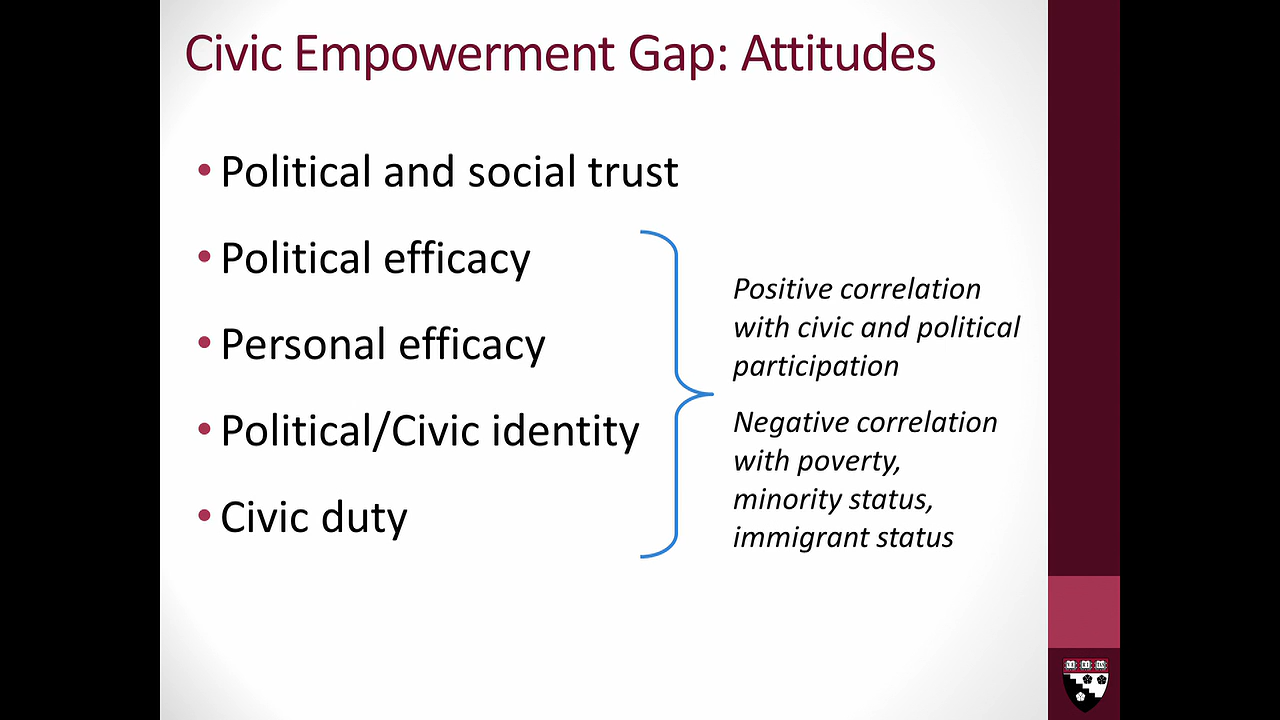 Civic Empowerment Gap: Attitudes
• Political and social trust
• Political efficacy
• Personal efficacy
• Political/Civic identity
• Civic duty
Positive correlation
with civic and political
participation
Negative correlation
with poverty,
minority status,
immigrant status